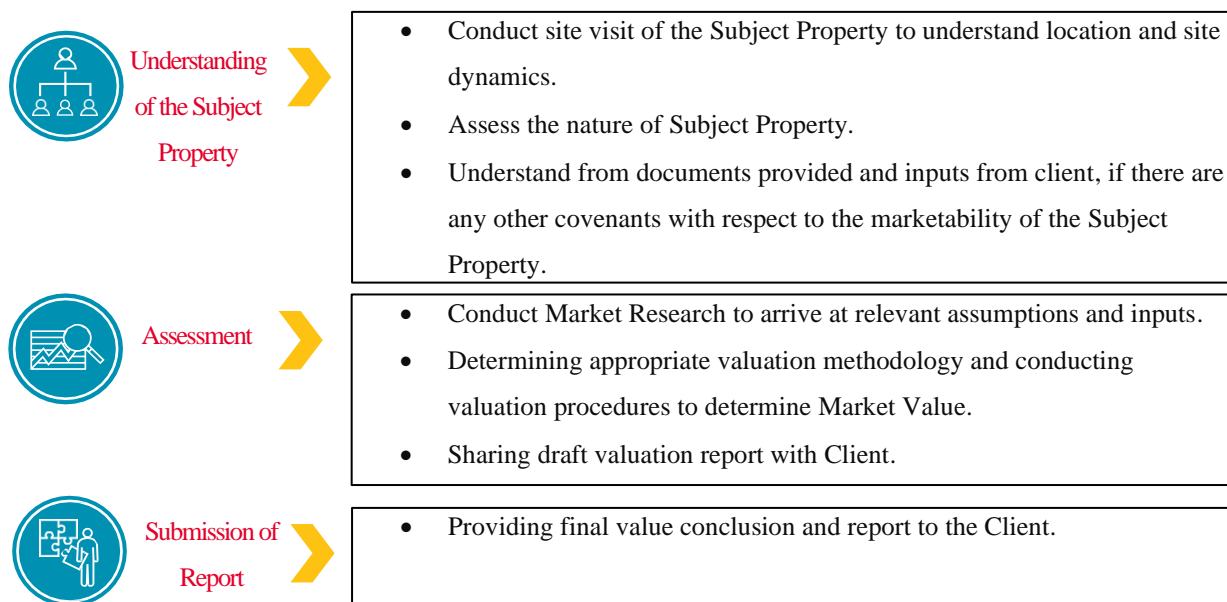 Understanding
of the Subject
Property
• Conduct site visit of the Subject Property to understand location and site
dynamics.
• Assess the nature of Subject Property.
• Understand from documents provided and inputs from client, if there are
any other covenants with respect to the marketability of the Subject
Property.
Assessment
• Conduct Market Research to arrive at relevant assumptions and inputs.
• Determining appropriate valuation methodology and conducting
valuation procedures to determine Market Value.
• Sharing draft valuation report with Client.
Submission of
Report
• Providing final value conclusion and report to the Client.